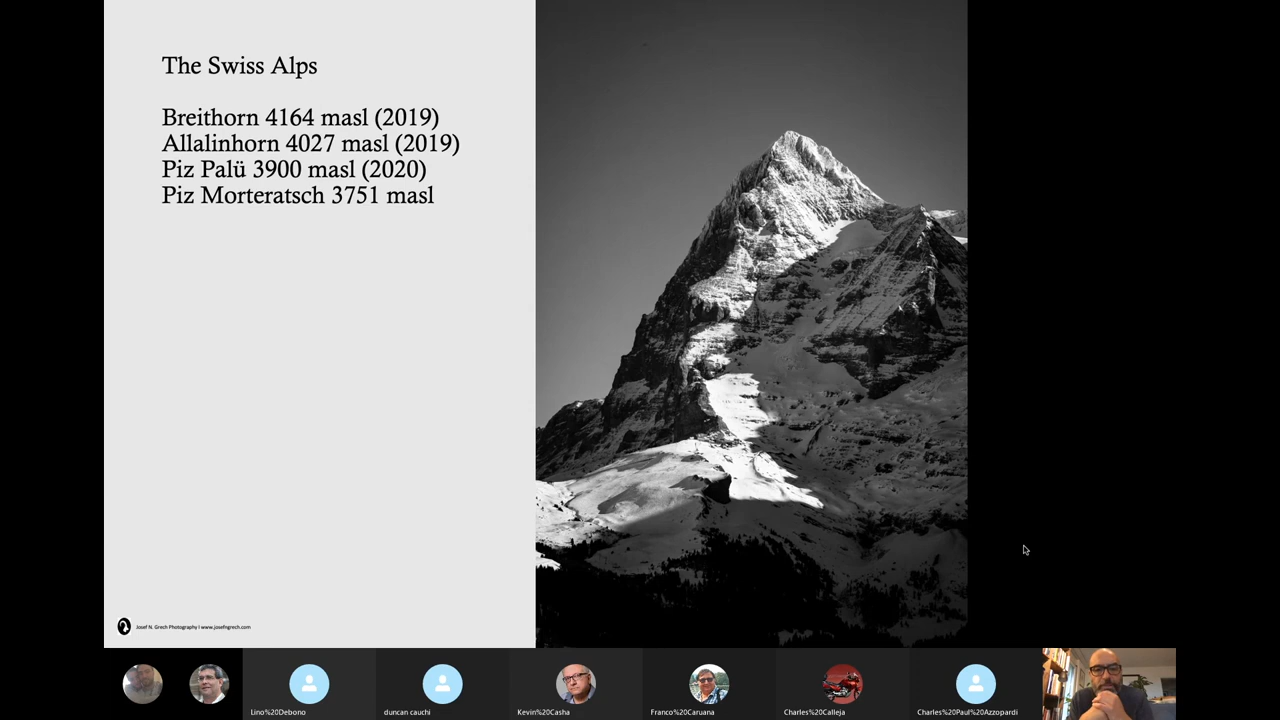 The Swiss Alps
Breithorn 4164 masl (2019)
Allalinhorn 4027 masl (2019)
Piz Palü 3900 masl (2020)
Piz Morteratsch 3751 masl
Josef N. Grech Photography I www.josefngrech.com
Lino%20Debono
duncan cauchi
Kevin%20Casha
Franco%20Caruana
Charles%20Calleja
Charles%20Paul%20Azzopardi